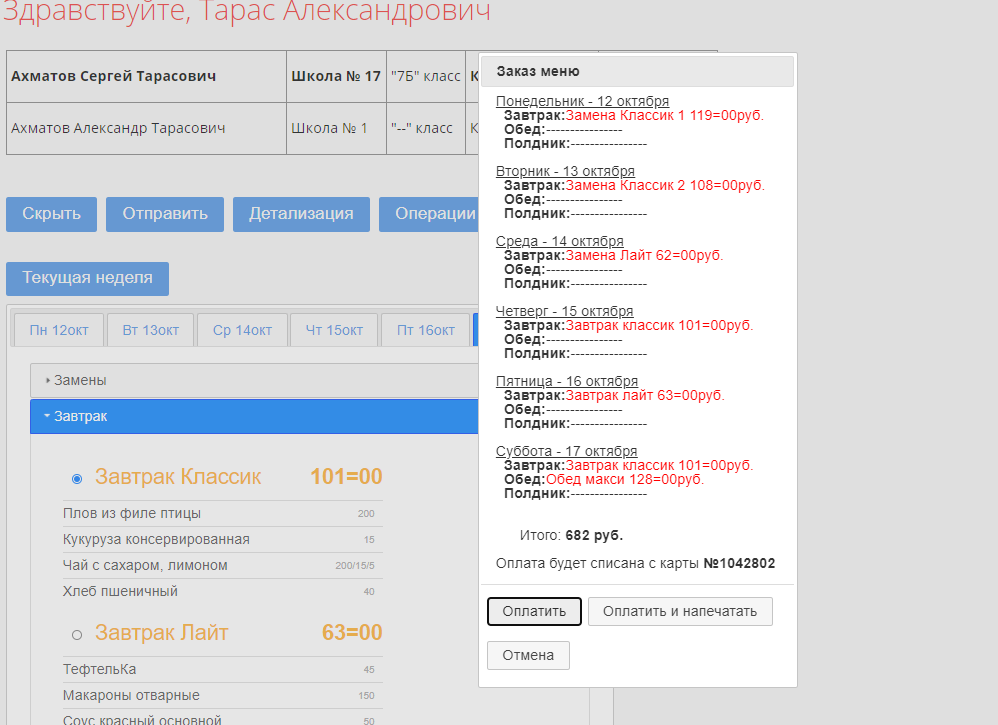 Здравствуйте, Тарас Александрович
Ахматов Сергей Тарасович Школа № 17 "7Б" класс К
Ахматов Александр Тарасович Школа № 1 "--" класс К
Скрыть Отправить Детализация Операции
Текущая неделя
Пн 12окт Вт 13окт Ср 14окт Чт 15окт Пт 16окт
Замены
Завтрак
Завтрак Классик 101=00
Плов из филе птицы 200
Кукуруза консервированная 15
Чай с сахаром, лимоном 200/15/5
Хлеб пшеничный 40
Завтрак Лайт 63=00
ТефтельКа 45
Макароны отварные 150
Соус красный основной 50
Заказ меню
Понедельник - 12 октября
Завтрак:Замена Классик 1 119=00руб.
Обед:----------------
Полдник:----------------
Вторник - 13 октября
Завтрак:Замена Классик 2 108=00руб.
Обед:----------------
Полдник:----------------
Среда - 14 октября
Завтрак:Замена Лайт 62=00руб.
Обед:----------------
Полдник:----------------
Четверг - 15 октября
Завтрак:Завтрак классик 101=00руб.
Обед:----------------
Полдник:----------------
Пятница - 16 октября
Завтрак:Завтрак лайт 63=00руб.
Обед:----------------
Полдник:----------------
Суббота - 17 октября
Завтрак:Завтрак классик 101=00руб.
Обед:Обед макси 128=00руб.
Полдник:----------------
Итого: 682 руб.
Оплата будет списана с карты №1042802
Оплатить Оплатить и напечатать
Отмена